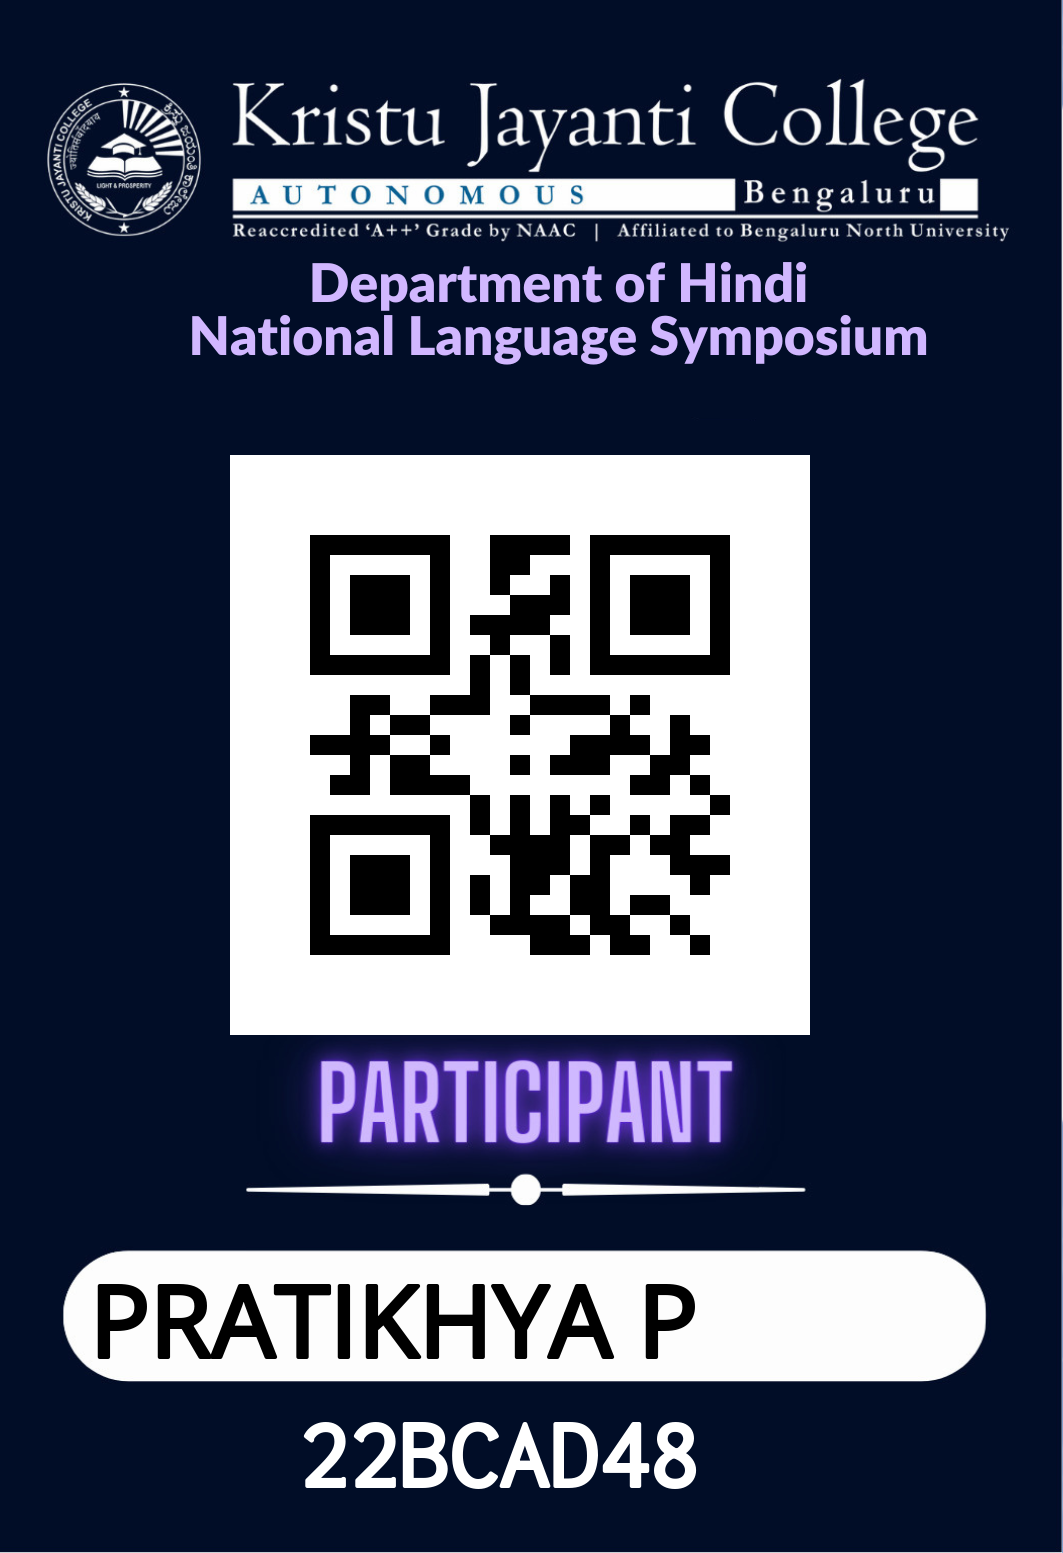 Kristu Jayanti College
AUTONOMOUS Bengaluru
Reaccredited ‘A++’ Grade by NAAC | Affiliated to Bengaluru North University
KRISTU JAYANTI COLLEGE
LIGHT & PROSPERITY
Department of Hindi
National Language Symposium
PARTICIPANT
PRATIKHYA P
22BCAD48